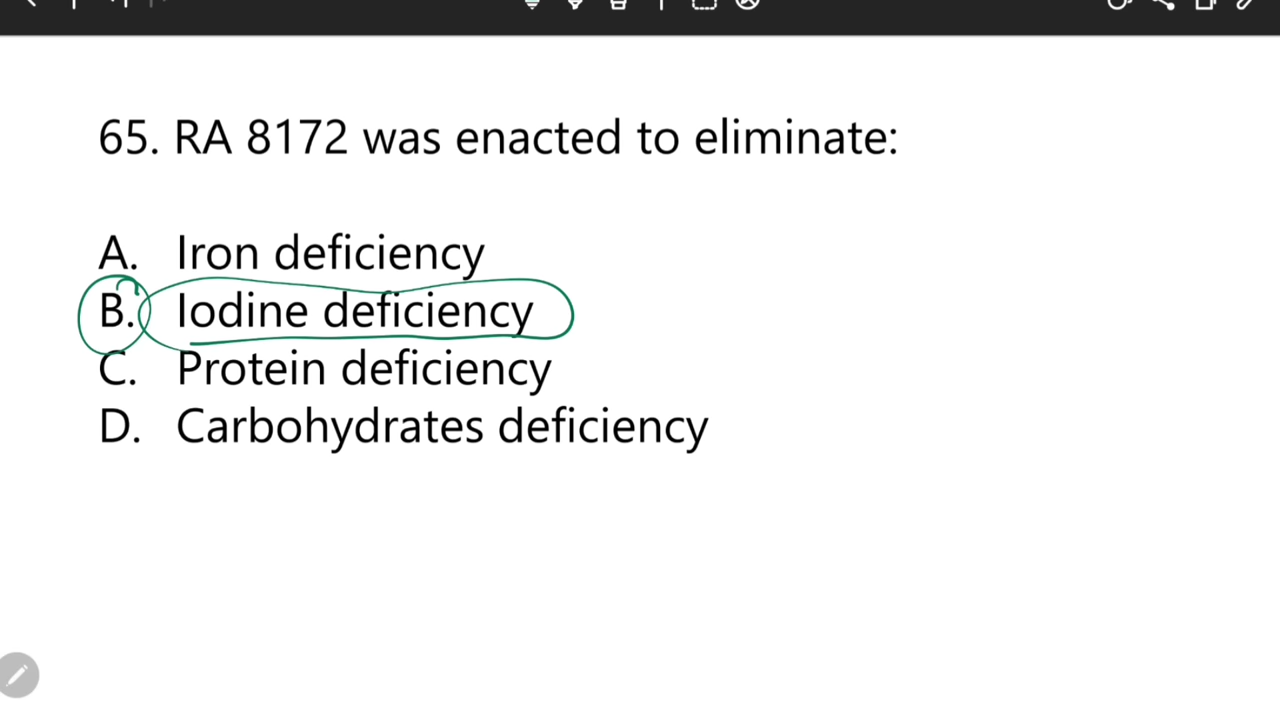 65. RA 8172 was enacted to eliminate:
A. Iron deficiency
B. Iodine deficiency
C. Protein deficiency
D. Carbohydrates deficiency